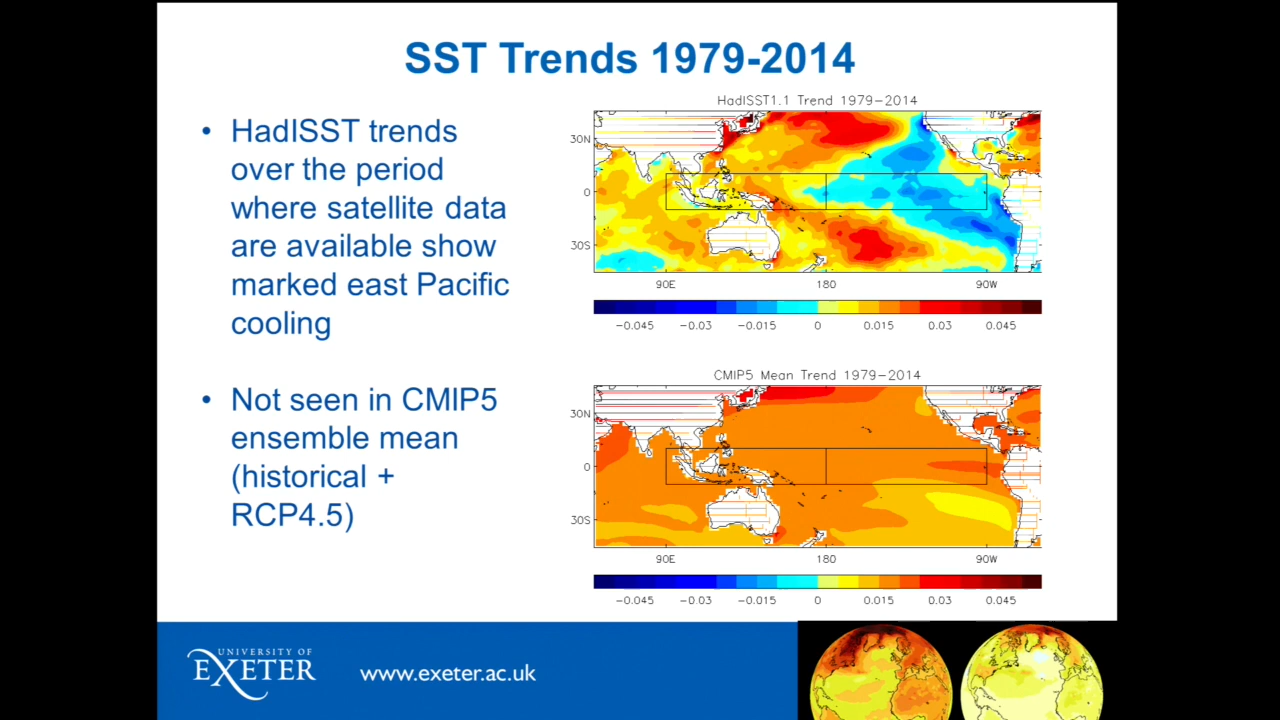 SST Trends 1979-2014
• HadISST trends
over the period
where satellite data
are available show
marked east Pacific
cooling
• Not seen in CMIP5
ensemble mean
(historical +
RCP4.5)
HadISST1.1 Trend 1979−2014
30N
0
30S
90E 180 90W
−0.045 −0.03 −0.015 0 0.015 0.03 0.045
CMIP5 Mean Trend 1979−2014
30N
0
30S
90E 180 90W
−0.045 −0.03 −0.015 0 0.015 0.03 0.045
UNIVERSITY OF
EXETER
www.exeter.ac.uk